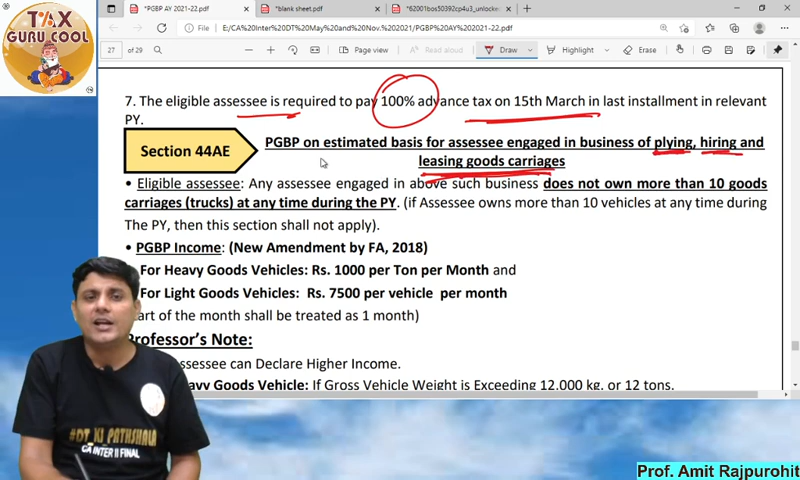 TAX
GURU COOL
*PGBP AY 2021-22.pdf
*blank sheet.pdf
*62001bos50392cp4u3_unlocked
E:/CA%20Inter%20DT%20May%20and%20Nov.%202021/PGBP%20AY%202021-22.pdf
27 of 29
Page view
Read aloud
Draw
Highlight
Erase
7. The eligible assessee is required to pay 100% advance tax on 15th March in last installment in relevant
PY.
Section 44AE
PGBP on estimated basis for assessee engaged in business of plying, hiring and
leasing goods carriages
• Eligible assessee: Any assessee engaged in above such business does not own more than 10 goods
carriages (trucks) at any time during the PY. (if Assessee owns more than 10 vehicles at any time during
The PY, then this section shall not apply).
• PGBP Income: (New Amendment by FA, 2018)
For Heavy Goods Vehicles: Rs. 1000 per Ton per Month and
For Light Goods Vehicles: Rs. 7500 per vehicle per month
art of the month shall be treated as 1 month)
Professor's Note:
assessee can Declare Higher Income.
avy Goods Vehicle: If Gross Vehicle Weight is Exceeding 12,000 kg. or 12 tons.
#DT KI PATHSHALA
CA INTER II FINAL
Prof. Amit Rajpurohit